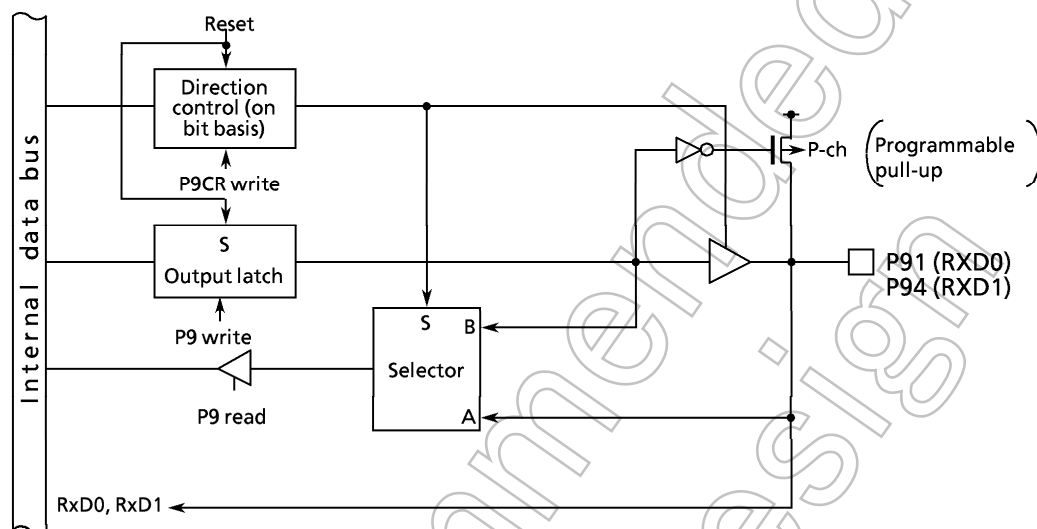 Reset
Direction
control (on
bit basis)
P9CR write
P-ch
Programmable
pull-up
S
Output latch
P9 write
P91 (RXD0)
P94 (RXD1)
S
B
Selector
A
P9 read
RxD0, RxD1
Internal data bus